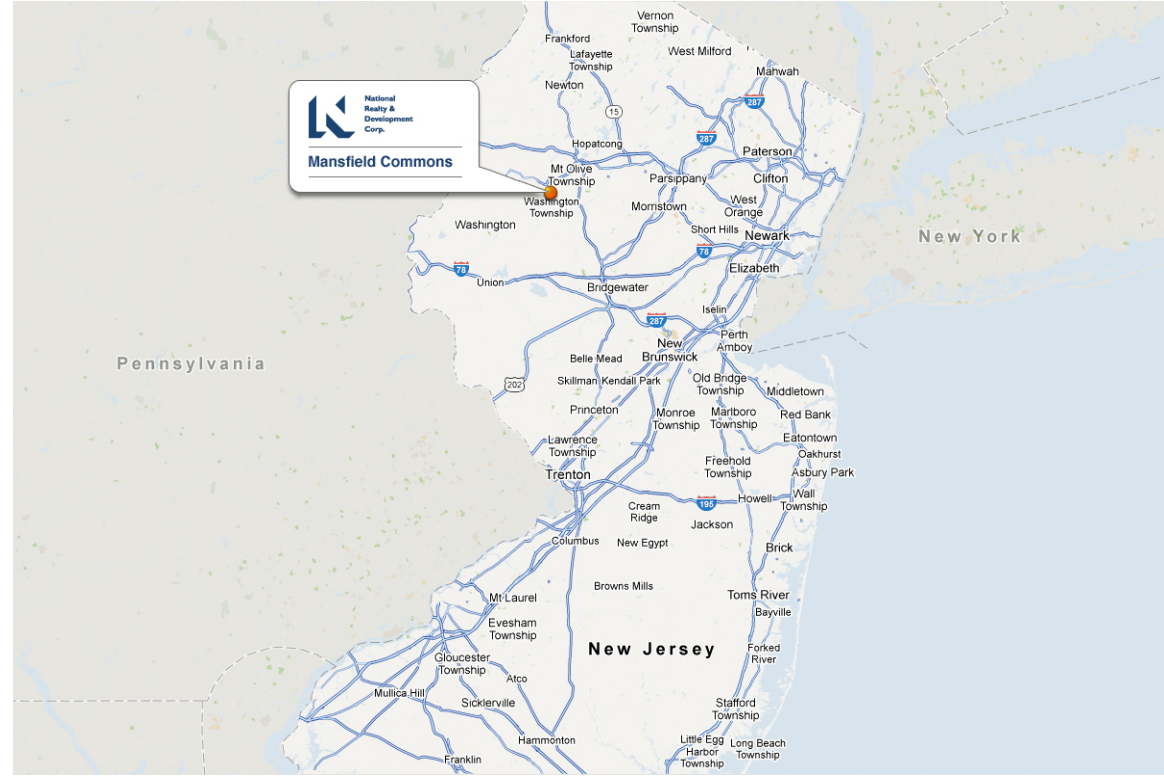 Vernon
Township
Frankford
West Milford
Lafayette
Township
Mahwah
Newton
287
15
National
Realty &
Development
Corp.
Mansfield Commons
287
Hopatcong
Paterson
Mt Olive
Township
Parsippany
Clifton
Washington
Township
Morristown
West
Orange
Washington
Short Hills
Newark
New York
78
78
Elizabeth
Union
Bridgewater
Iselin
287
Perth
Amboy
New
Brunswick
Pennsylvania
Belle Mead
Skillman
Kendall Park
Old Bridge
Township
202
Middletown
Princeton
Monroe
Township
Marlboro
Township
Red Bank
Eatontown
Lawrence
Township
Oakhurst
Freehold
Township
Asbury Park
Trenton
195
Howell
Wall
Township
Cream
Ridge
Jackson
Columbus
New Egypt
Brick
Browns Mills
Toms River
Mt Laurel
Bayville
Evesham
Township
New Jersey
Forked
River
Gloucester
Township
Atco
Mullica Hill
Sicklerville
Stafford
Township
Hammonton
Little Egg
Harbor
Township
Long Beach
Township
Franklin